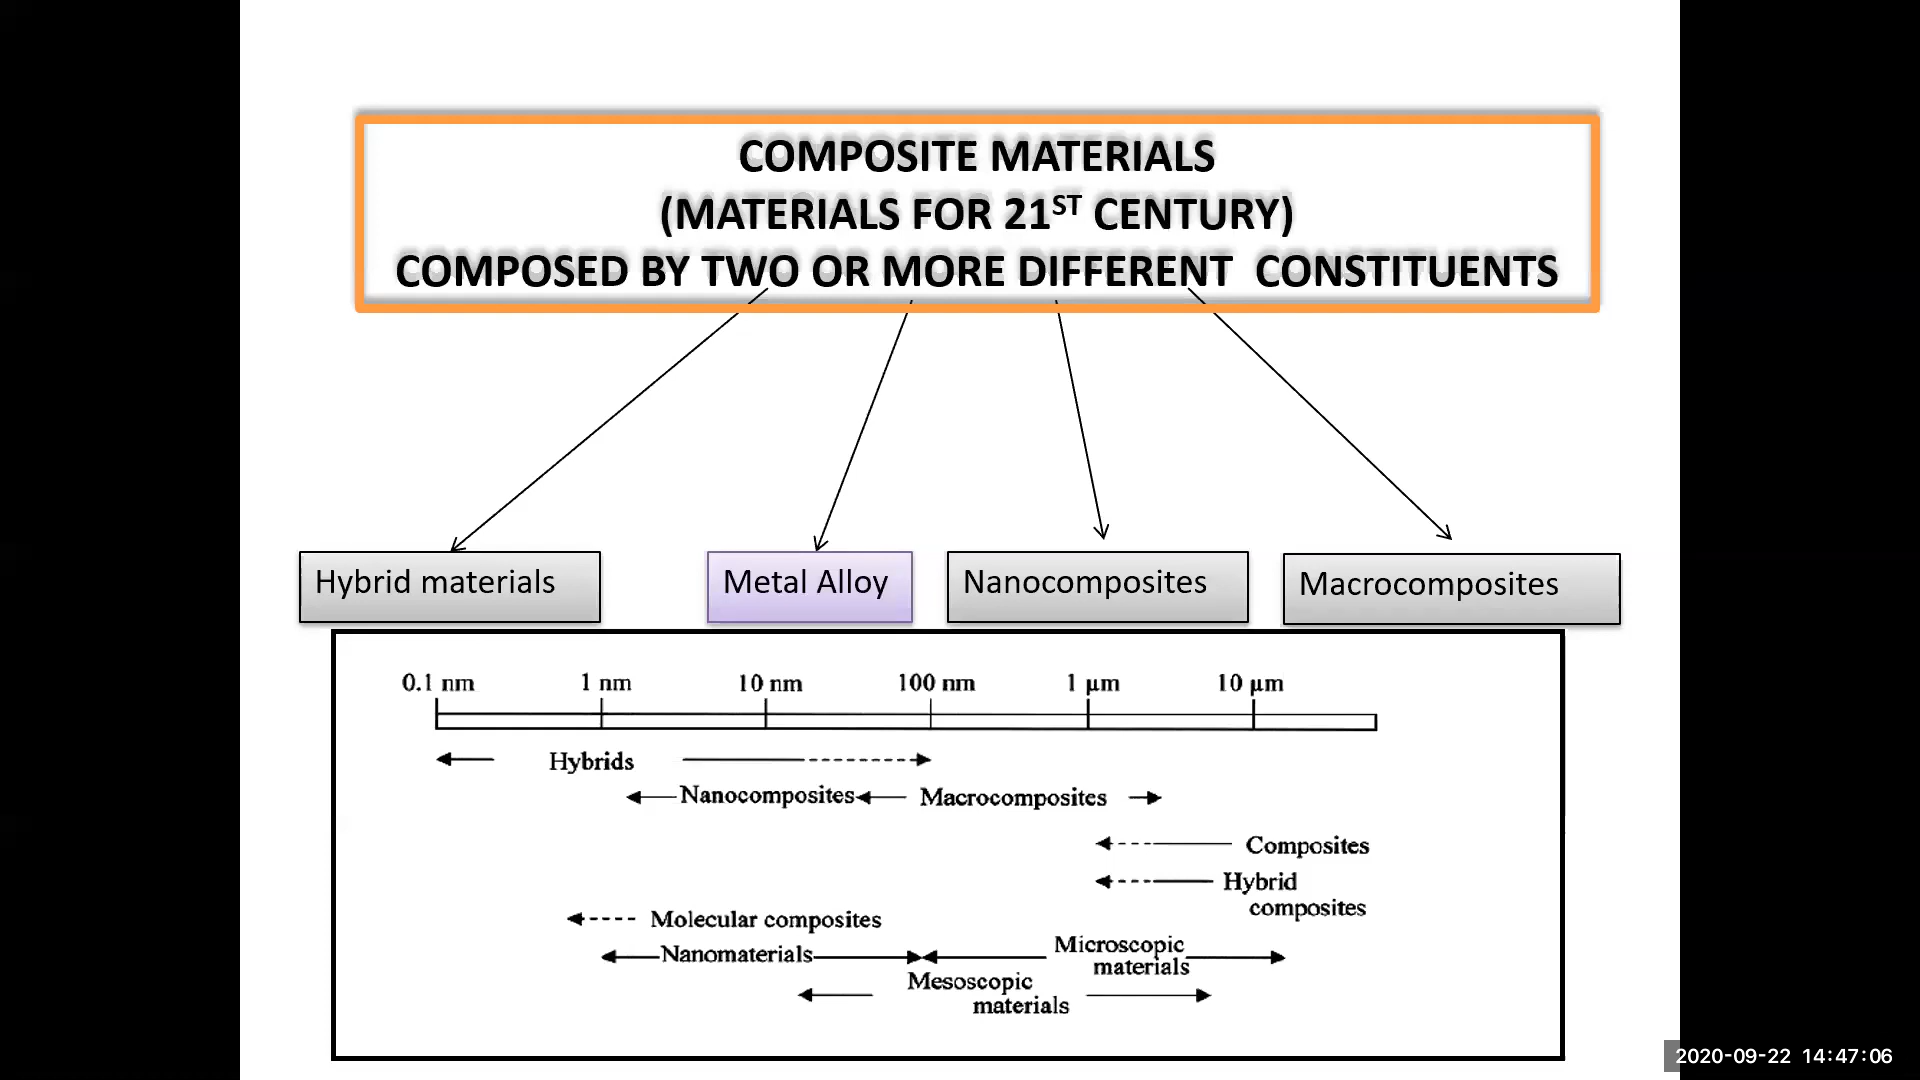 COMPOSITE MATERIALS
(MATERIALS FOR 21ST CENTURY)
COMPOSED BY TWO OR MORE DIFFERENT CONSTITUENTS
Hybrid materials
Metal Alloy
Nanocomposites
Macrocomposites
0.1 nm 1 nm 10 nm 100 nm 1 μm 10 μm
Hybrids
Nanocomposites Macrocomposites
Composites
Hybrid
composites
Molecular composites
Nanomaterials
Microscopic
materials
Mesoscopic
materials
2020-09-22 14:47:06